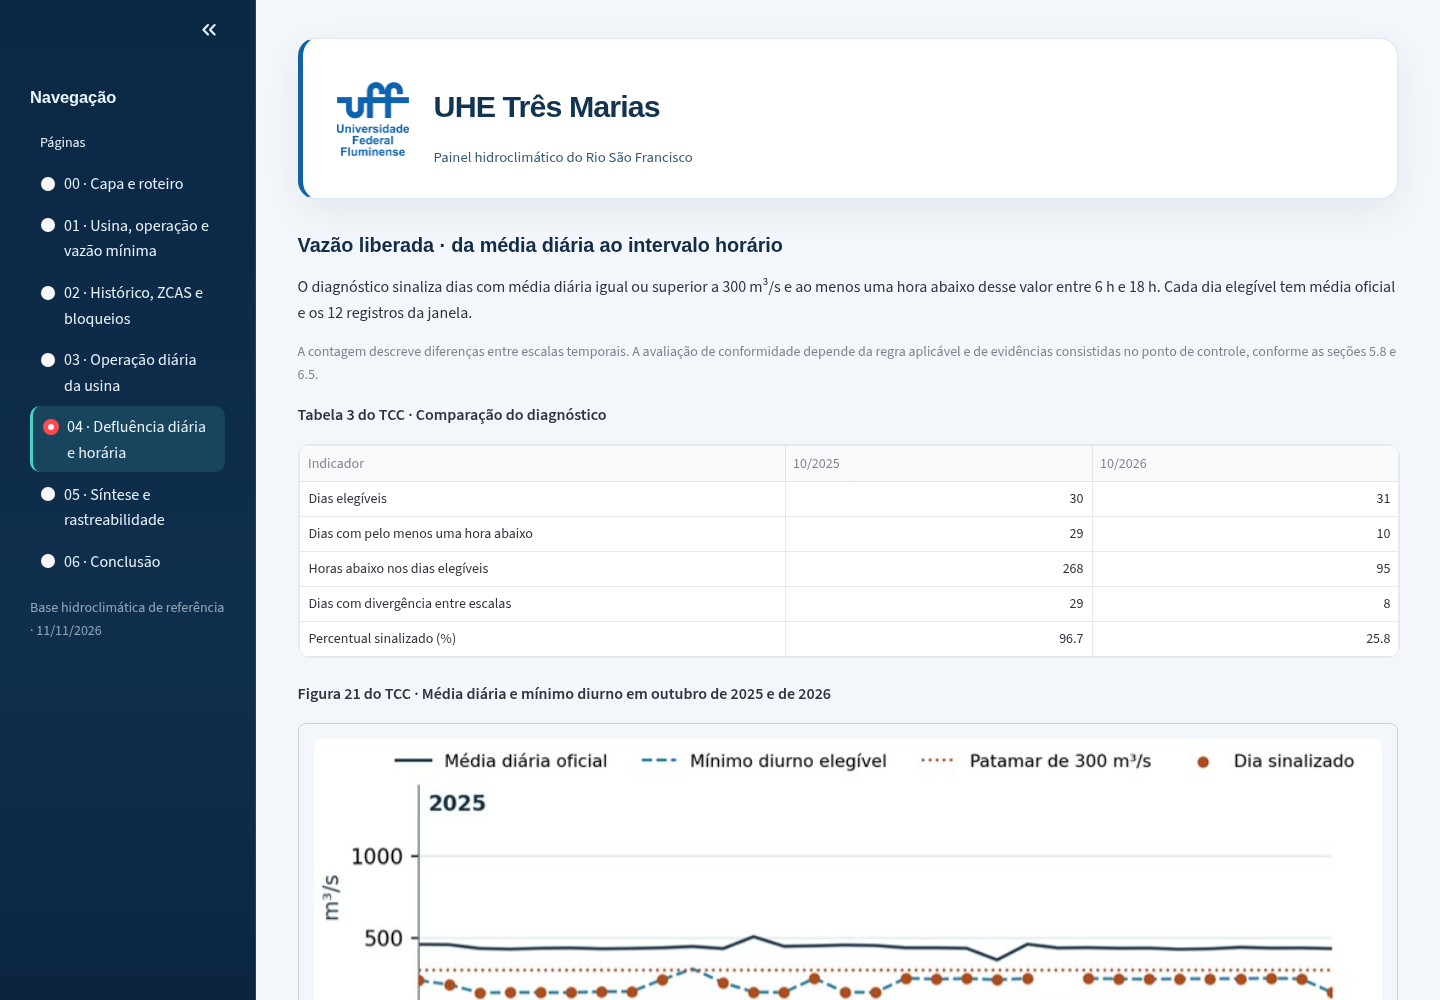 Navegação
Páginas
00 · Capa e roteiro
01 · Usina, operação e
vazão mínima
02 · Histórico, ZCAS e
bloqueios
03 · Operação diária
da usina
04 · Defluência diária
e horária
05 · Síntese e
rastreabilidade
06 · Conclusão
Base hidroclimática de referência
· 11/11/2026
uff
Universidade
Federal
Fluminense
UHE Três Marias
Painel hidroclimático do Rio São Francisco
Vazão liberada · da média diária ao intervalo horário
O diagnóstico sinaliza dias com média diária igual ou superior a 300 m³/s e ao menos uma hora abaixo desse valor entre 6 h e 18 h. Cada dia elegível tem média oficial
e os 12 registros da janela.
A contagem descreve diferenças entre escalas temporais. A avaliação de conformidade depende da regra aplicável e de evidências consistidas no ponto de controle, conforme as seções 5.8 e
6.5.
Tabela 3 do TCC · Comparação do diagnóstico
Indicador 10/2025 10/2026
Dias elegíveis 30 31
Dias com pelo menos uma hora abaixo 29 10
Horas abaixo nos dias elegíveis 268 95
Dias com divergência entre escalas 29 8
Percentual sinalizado (%) 96.7 25.8
Figura 21 do TCC · Média diária e mínimo diurno em outubro de 2025 e de 2026
Média diária oficial Mínimo diurno elegível Patamar de 300 m³/s Dia sinalizado
2025
1000
m³/s
500